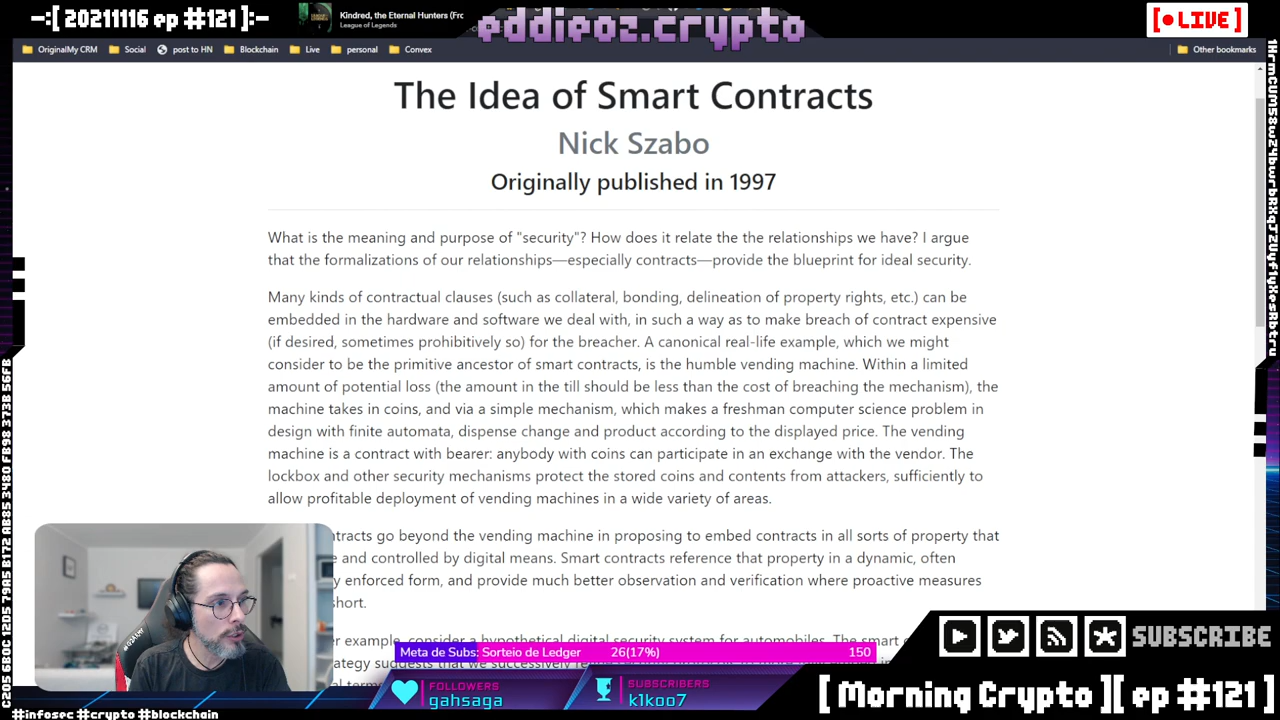 -:[ 20211116 ep #121 ]:-
Kindred, the Eternal Hunters (Fro
League of Legends
eddieoz.crypto
[ • LIVE ]
OriginalMy CRM
Social
post to HN
Blockchain
Live
personal
Convex
Other bookmarks
The Idea of Smart Contracts
Nick Szabo
Originally published in 1997
What is the meaning and purpose of "security"? How does it relate the the relationships we have? I argue
that the formalizations of our relationships—especially contracts—provide the blueprint for ideal security.
Many kinds of contractual clauses (such as collateral, bonding, delineation of property rights, etc.) can be
embedded in the hardware and software we deal with, in such a way as to make breach of contract expensive
(if desired, sometimes prohibitively so) for the breacher. A canonical real-life example, which we might
consider to be the primitive ancestor of smart contracts, is the humble vending machine. Within a limited
amount of potential loss (the amount in the till should be less than the cost of breaching the mechanism), the
machine takes in coins, and via a simple mechanism, which makes a freshman computer science problem in
design with finite automata, dispense change and product according to the displayed price. The vending
machine is a contract with bearer: anybody with coins can participate in an exchange with the vendor. The
lockbox and other security mechanisms protect the stored coins and contents from attackers, sufficiently to
allow profitable deployment of vending machines in a wide variety of areas.
ntracts go beyond the vending machine in proposing to embed contracts in all sorts of property that
e and controlled by digital means. Smart contracts reference that property in a dynamic, often
y enforced form, and provide much better observation and verification where proactive measures
short.
er example, consider a hypothetical digital security system for automobiles. The smart
Meta de Subs: Sorteio de Ledger 26(17%) 150
FOLLOWERS
gahsaga
SUBSCRIBERS
k1koo7
SUBSCRIBE
[ Morning Crypto ][ ep #121 ]
#infosec #crypto #blockchain